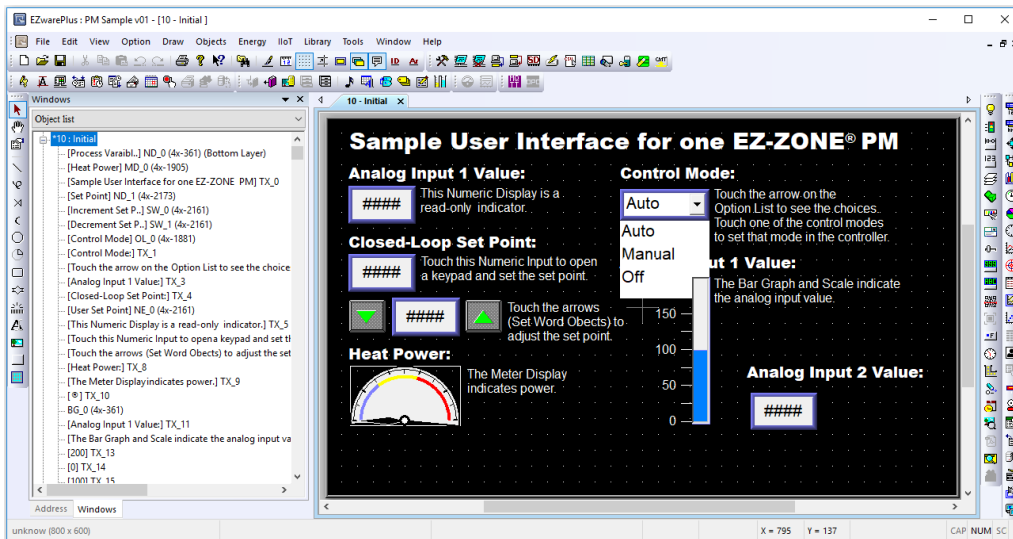 EZwarePlus : PM Sample v01 - [10 - Initial ]
File Edit View Option Draw Objects Energy IIoT Library Tools Window Help
Windows
10 - Initial
Object list
*10 : Initial
[Process Varaibl..] ND_0 (4x-361) (Bottom Layer)
[Heat Power] MD_0 (4x-1905)
[Sample User Interface for one EZ-ZONE PM] TX_0
[Set Point] ND_1 (4x-2173)
[Increment Set P..] SW_0 (4x-2161)
[Decrement Set P..] SW_1 (4x-2161)
[Control Mode] OL_0 (4x-1881)
[Control Mode:] TX_1
[Touch the arrow on the Option List to see the choice
[Analog Input 1 Value:] TX_3
[Closed-Loop Set Point:] TX_4
[User Set Point] NE_0 (4x-2161)
[This Numeric Display is a read-only indicator.] TX_5
[Touch this Numeric Input to opena keypad and set th
[Touch the arrows (Set Word Obects) to adjust the set
[Heat Power:] TX_8
[The Meter Displayindicates power.] TX_9
[®] TX_10
BG_0 (4x-361)
[Analog Input 1 Value:] TX_11
[The Bar Graph and Scale indicate the analog input va
[200] TX_13
[0] TX_14
[100] TX_15
Address Windows
Sample User Interface for one EZ-ZONE® PM
Analog Input 1 Value:
####
This Numeric Display is a
read-only indicator.
Closed-Loop Set Point:
####
Touch this Numeric Input to open
a keypad and set the set point.
####
Touch the arrows
(Set Word Obects) to
adjust the set point.
Heat Power:
The Meter Display
indicates power.
Control Mode:
Auto
Auto
Manual
Off
Touch the arrow on the
Option List to see the choices.
Touch one of the control modes
to set that mode in the controller.
ut 1 Value:
The Bar Graph and Scale indicate
the analog input value.
150
100
50
0
Analog Input 2 Value:
####
unknow (800 x 600)
X = 795 Y = 137
CAP NUM SC